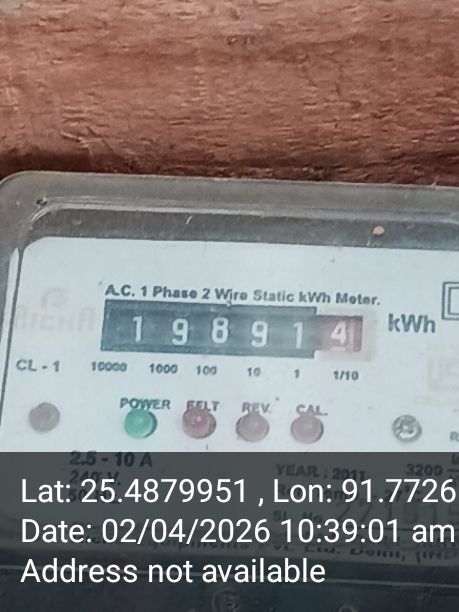 A.C. 1 Phase 2 Wire Static kWh Meter.
1 9 8 9 1 4 kWh
CL - 1 10000 1000 100 10 1 1/10
POWER EELT REV. CAL.
2.5 - 10 A
240 V.
YEAR : 2011 3200
Lat: 25.4879951 , Lon: 91.7726
Date: 02/04/2026 10:39:01 am
Address not available